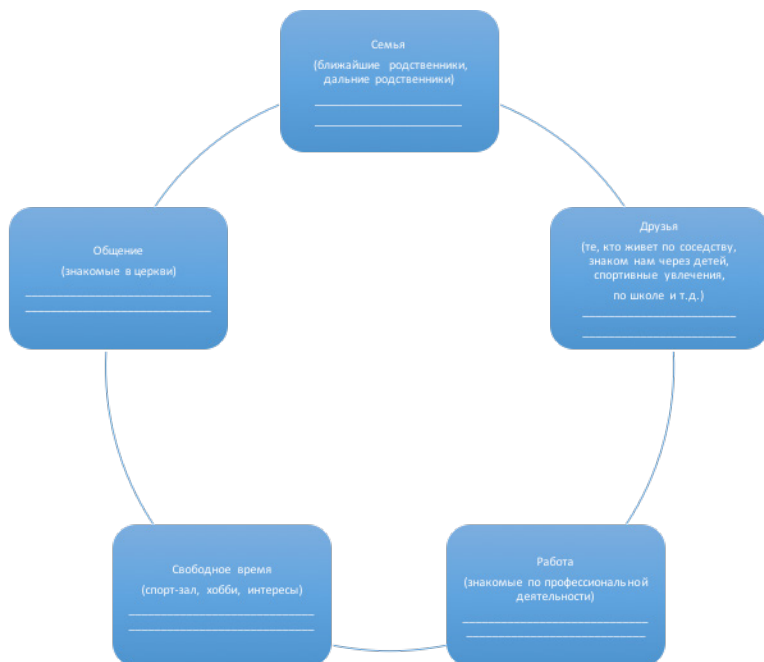 Семья
(ближайшие родственники,
дальние родственники)
Друзья
(те, кто живет по соседству,
знаком нам через детей,
спортивные увлечения,
по школе и т.д.)
Работа
(знакомые по профессиональной
деятельности)
Свободное время
(спорт-зал, хобби, интересы)
Общение
(знакомые в церкви)